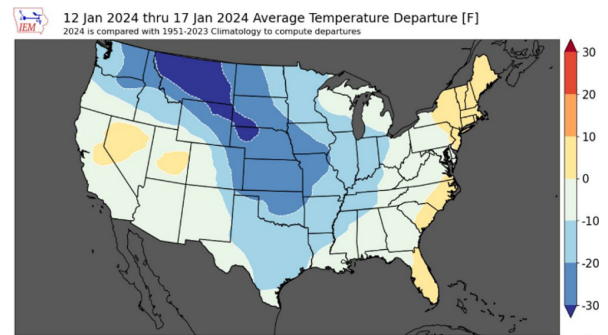 IEM
12 Jan 2024 thru 17 Jan 2024 Average Temperature Departure [F]
2024 is compared with 1951-2023 Climatology to compute departures
30
20
10
0
-10
-20
-30